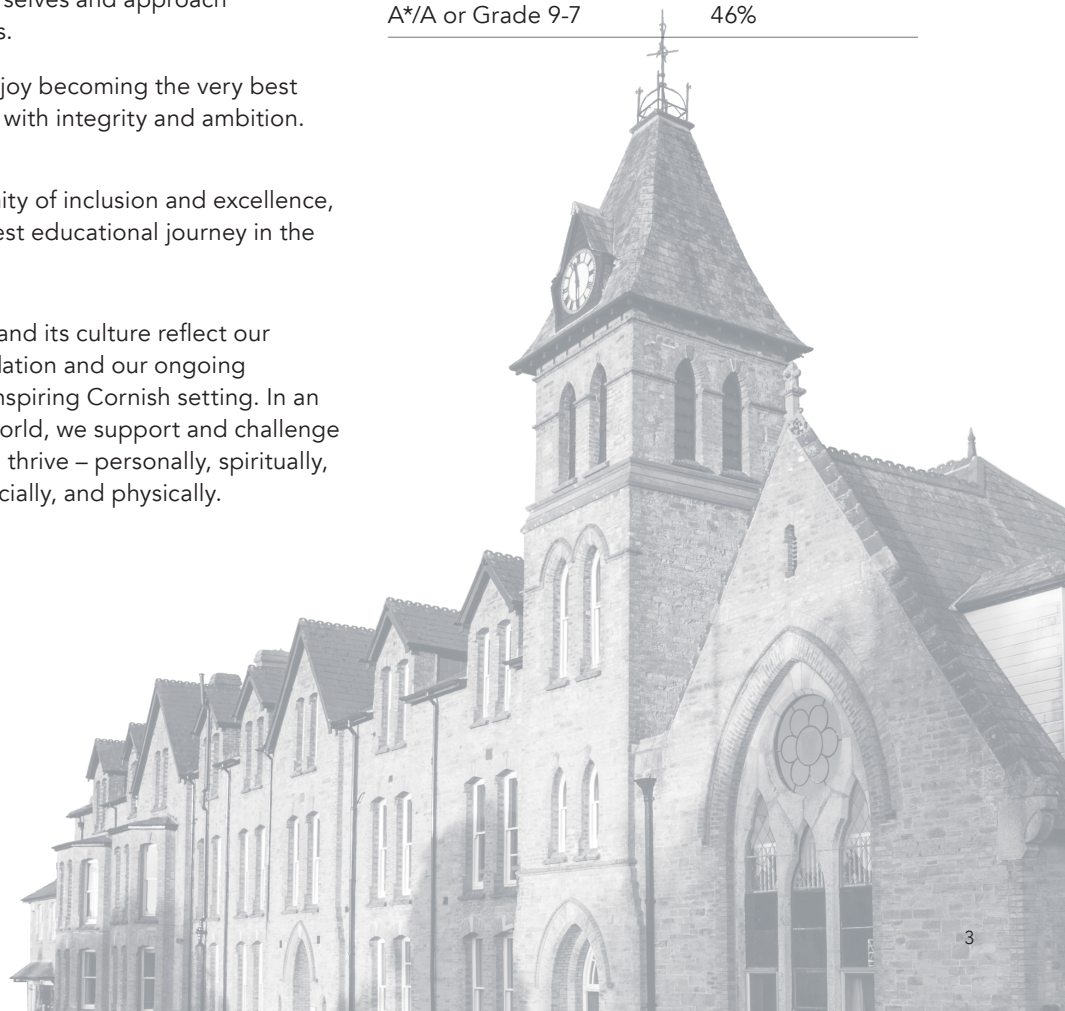 selves and approach
s.
joy becoming the very best
with integrity and ambition.
ity of inclusion and excellence,
est educational journey in the
and its culture reflect our
lation and our ongoing
nspiring Cornish setting. In an
orld, we support and challenge
thrive – personally, spiritually,
cially, and physically.
A*/A or Grade 9-7 46%
3